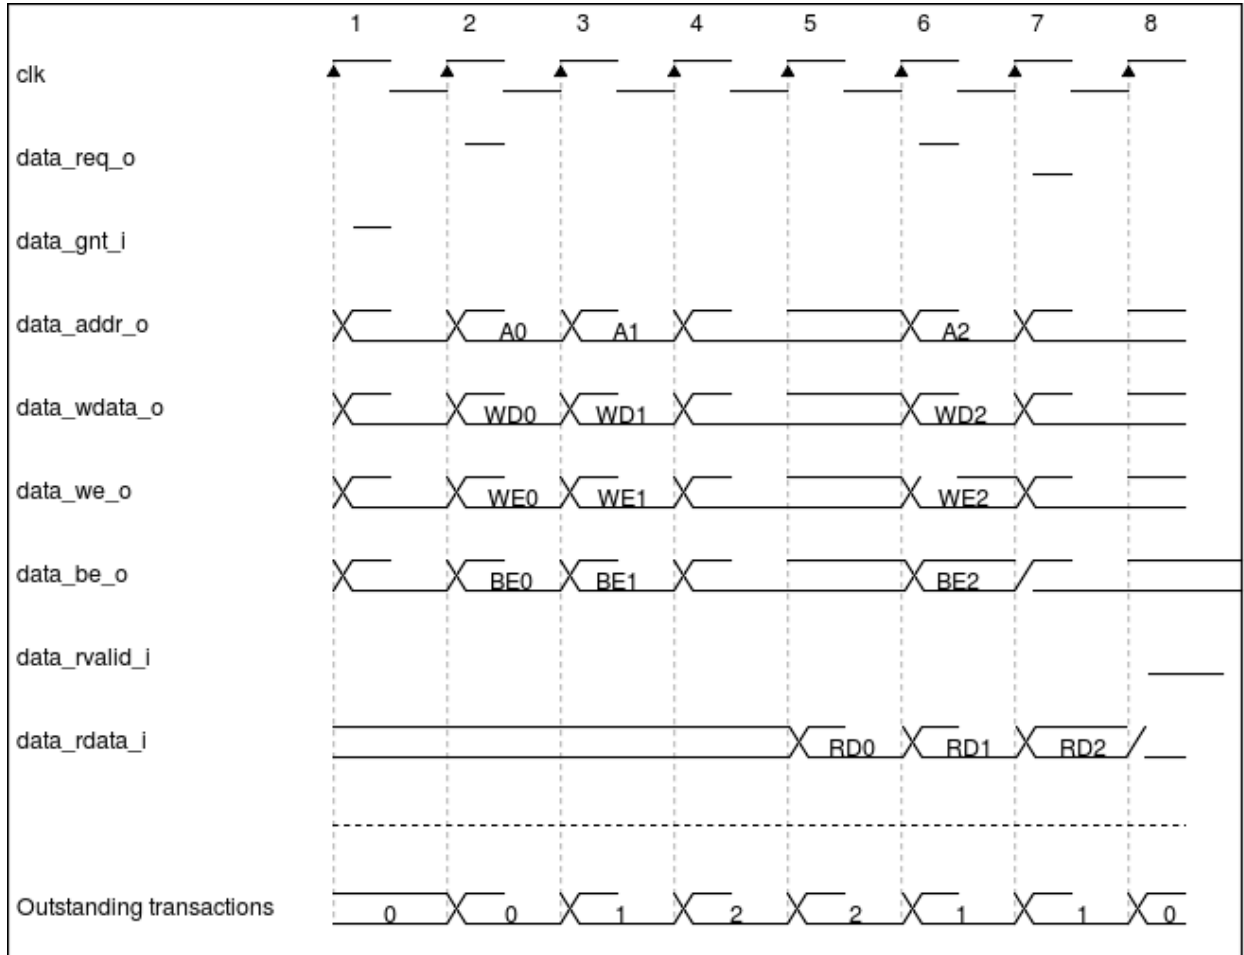 1 2 3 4 5 6 7 8
clk
data_req_o
data_gnt_i
data_addr_o A0 A1 A2
data_wdata_o WD0 WD1 WD2
data_we_o WE0 WE1 WE2
data_be_o BE0 BE1 BE2
data_rvalid_i
data_rdata_i RD0 RD1 RD2
Outstanding transactions 0 0 1 2 2 1 1 0